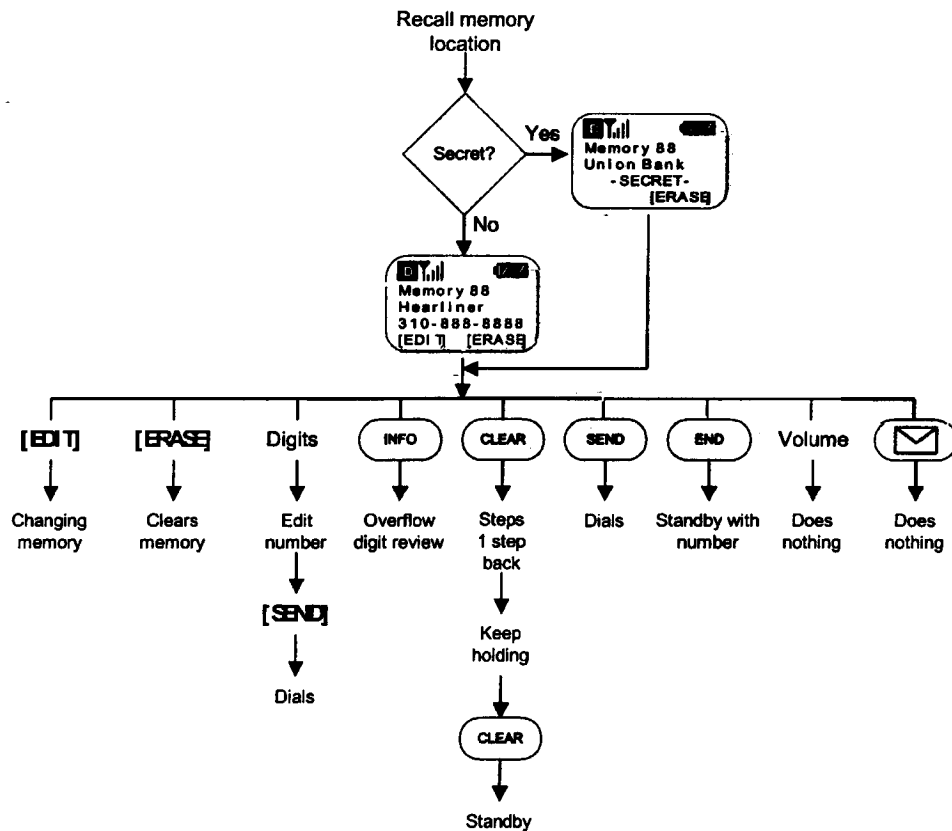 Recall memory
location
Secret?
Yes
Memory 88
Union Bank
-SECRET-
[ERASE]
No
D
Memory 88
Hearliner
310-888-8888
[EDIT] [ERASE]
[EDIT] [ERASE] Digits INFO CLEAR SEND END Volume
Changing
memory
Clears
memory
Edit
number
Overflow
digit review
Steps
1 step
back
Dials
Standby with
number
Does
nothing
Does
nothing
[SEND]
Dials
Keep
holding
CLEAR
Standby